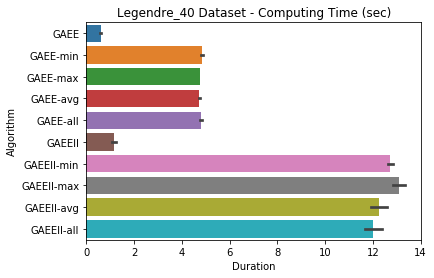 Legendre_40 Dataset - Computing Time (sec)
Algorithm
GAEE
GAEE-min
GAEE-max
GAEE-avg
GAEE-all
GAEEII
GAEEII-min
GAEEII-max
GAEEII-avg
GAEEII-all
0 2 4 6 8 10 12 14
Duration